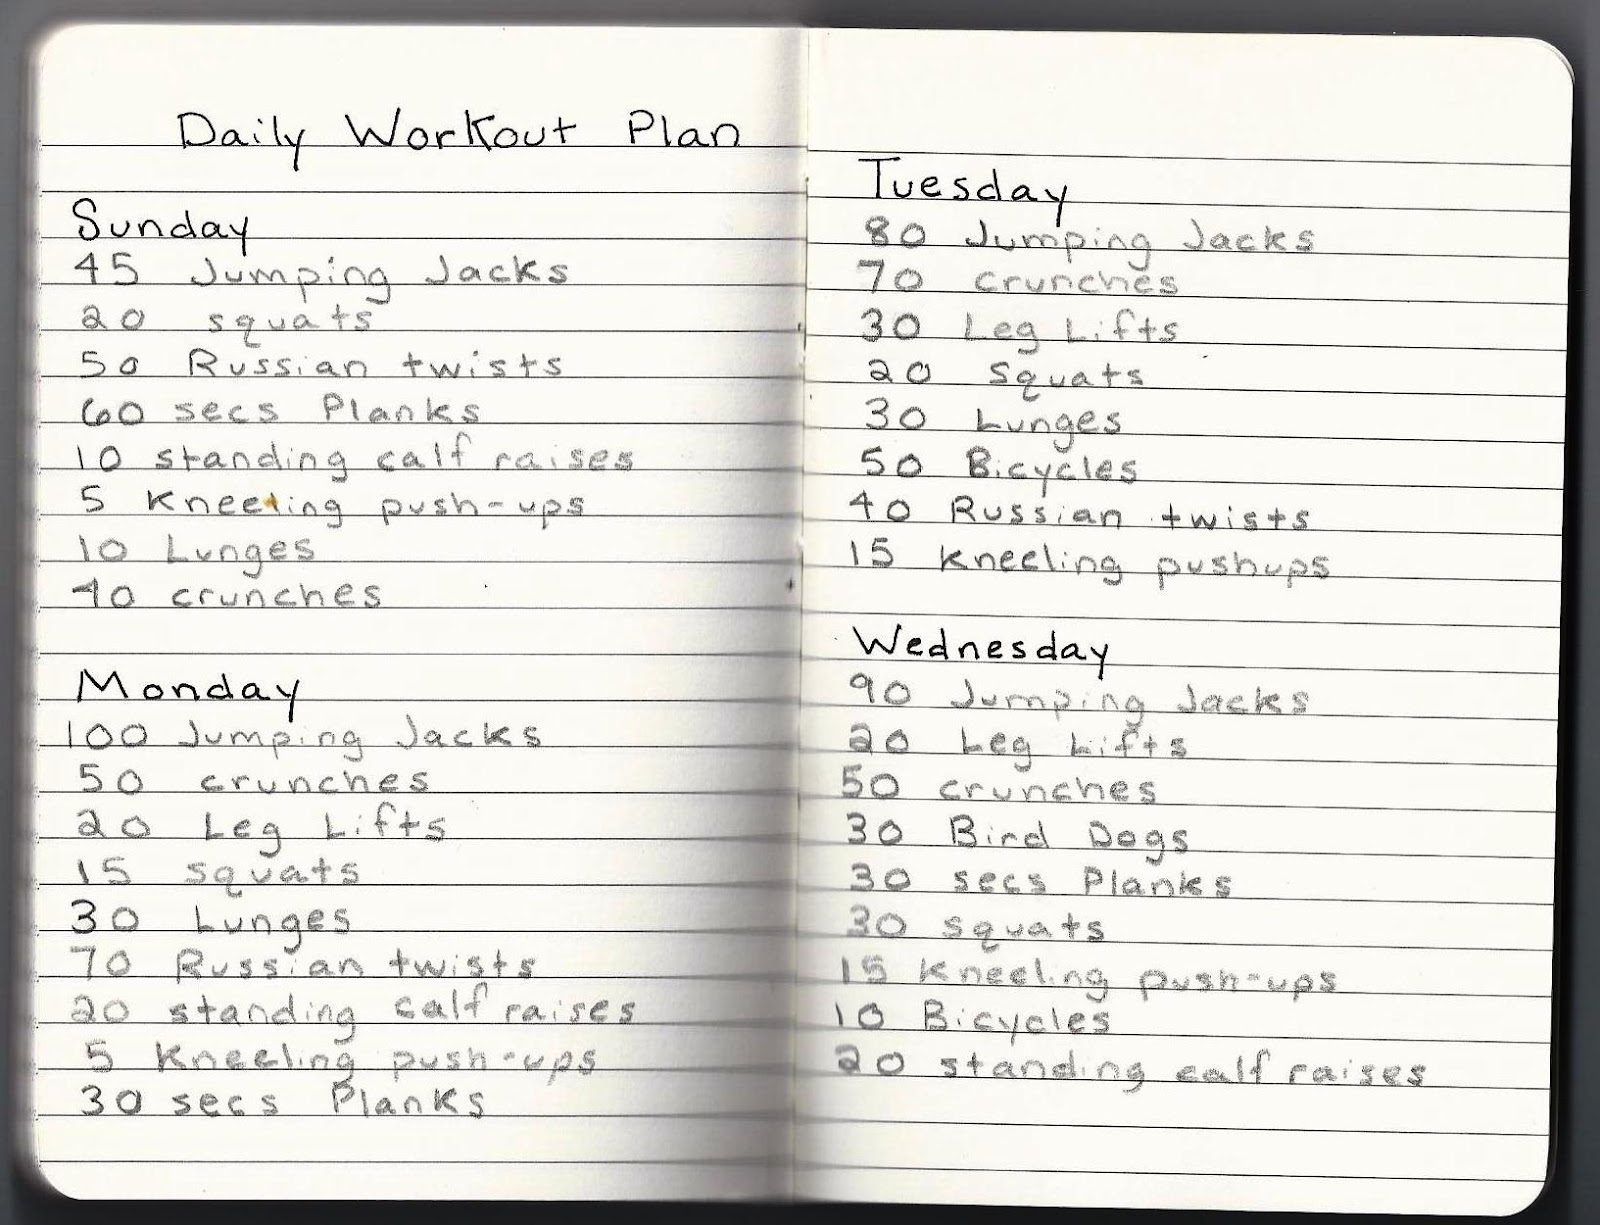 Daily Workout Plan
Sunday
45 Jumping Jacks
20 squats
50 Russian twists
60 secs Planks
10 standing calf raises
5 Kneeling push-ups
10 Lunges
40 crunches
Monday
100 Jumping Jacks
50 crunches
20 Leg Lifts
15 squats
30 Lunges
70 Russian twists
20 standing calf raises
5 Kneeling push-ups
30 secs Planks
Tuesday
80 Jumping Jacks
70 crunches
30 Leg Lifts
20 Squats
30 Lunges
50 Bicycles
40 Russian twists
15 Kneeling pushups
Wednesday
90 Jumping Jacks
20 Leg Lifts
50 crunches
30 Bird Dogs
30 secs Planks
30 squats
15 Kneeling push-ups
10 Bicycles
20 standing calf raises